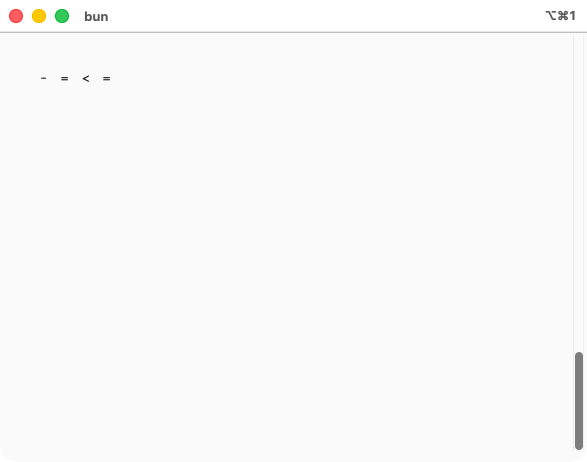 bun ⌥⌘1
- = < =